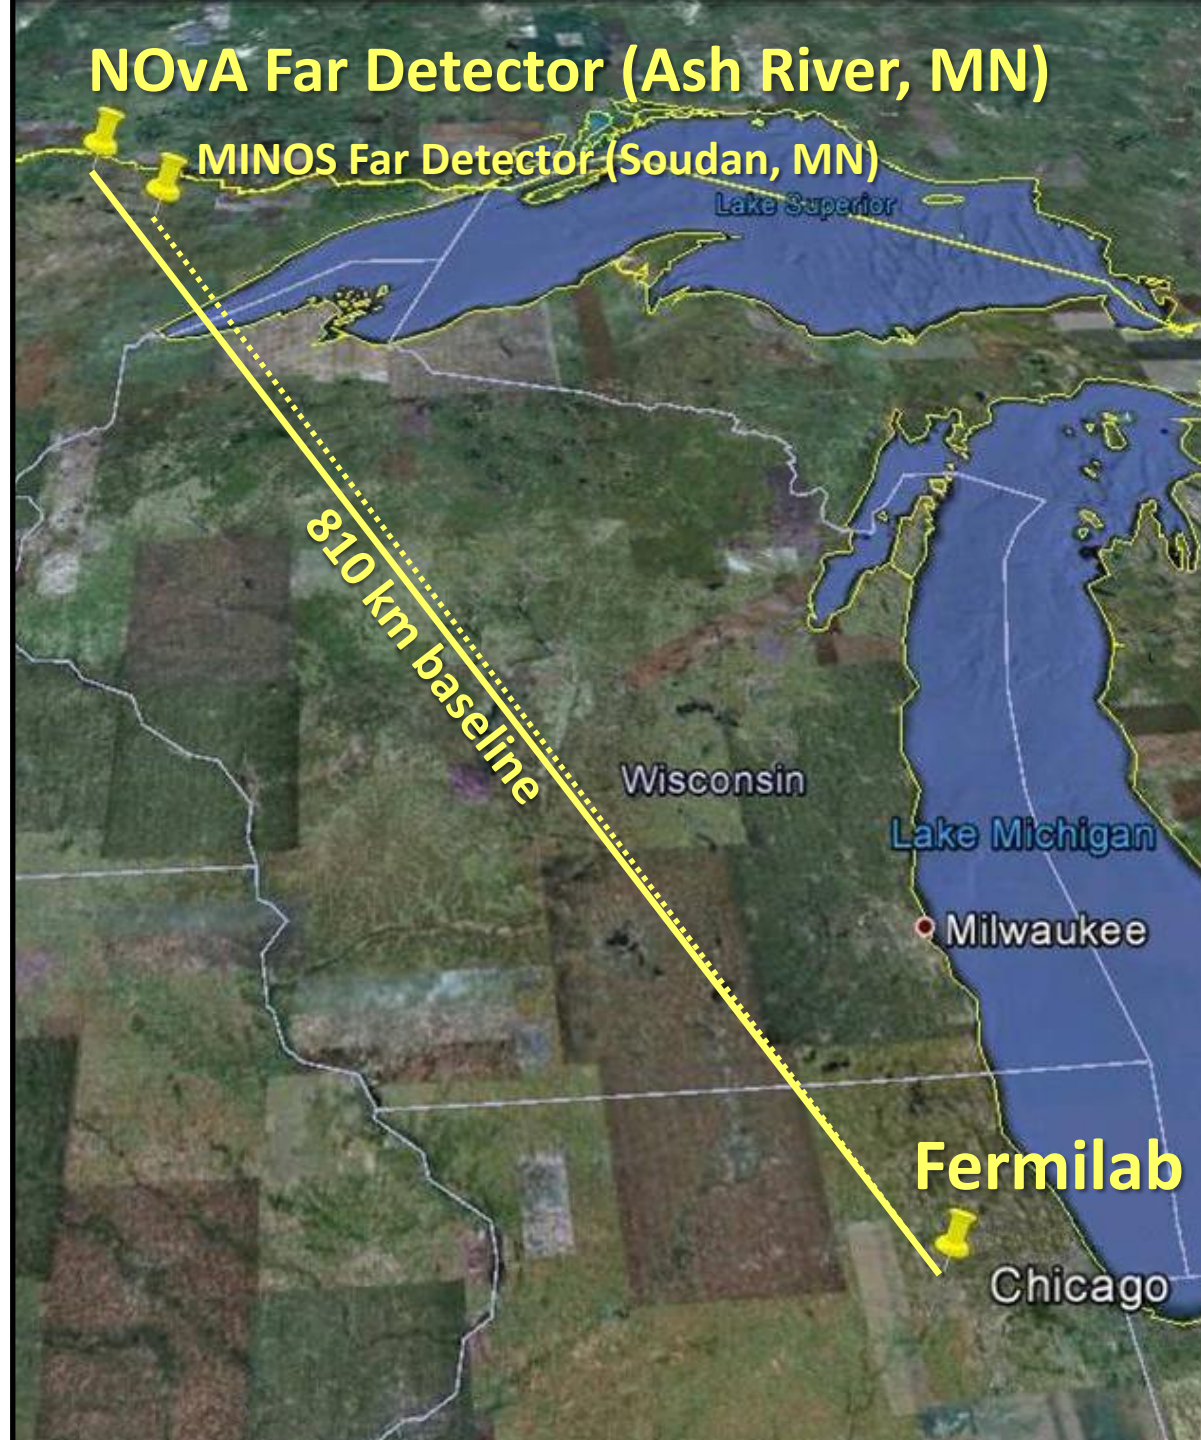 NOvA Far Detector (Ash River, MN)
MINOS Far Detector (Soudan, MN)
Lake Superior
810 km baseline
Wisconsin
Lake Michigan
Milwaukee
Fermilab
Chicago